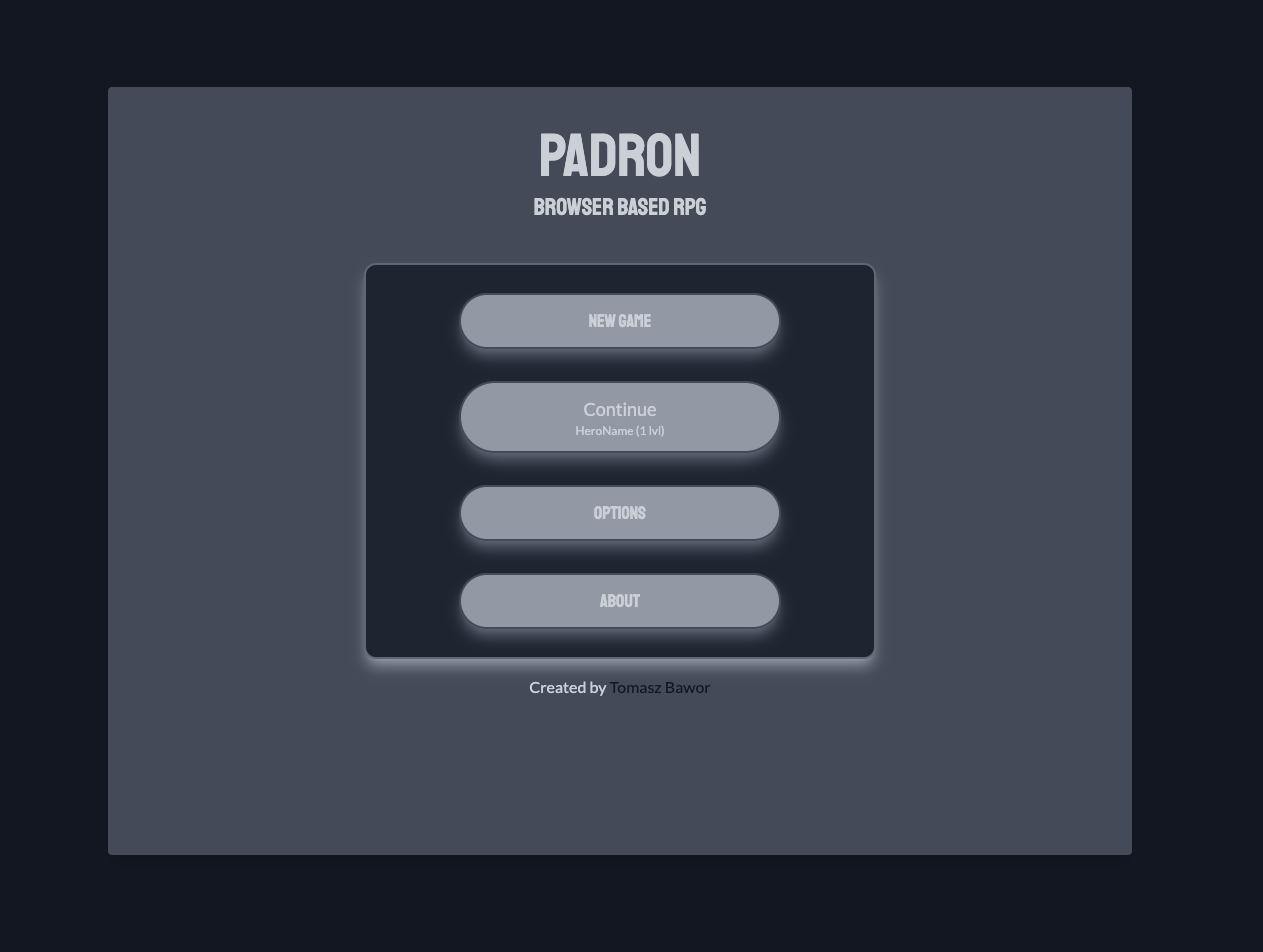 PADRON
BROWSER BASED RPG
NEW GAME
Continue
HeroName (1 lvl)
OPTIONS
ABOUT
Created by Tomasz Bawor